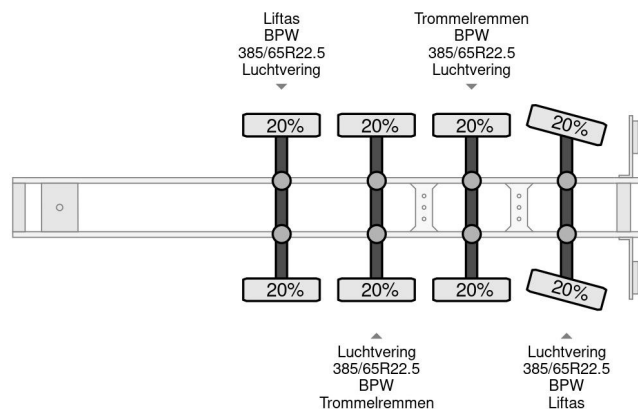 Liftas
BPW
385/65R22.5
Luchtvering
Trommelremmen
BPW
385/65R22.5
Luchtvering
20% 20% 20% 20%
20% 20% 20% 20%
Luchtvering
385/65R22.5
BPW
Trommelremmen
Luchtvering
385/65R22.5
BPW
Liftas